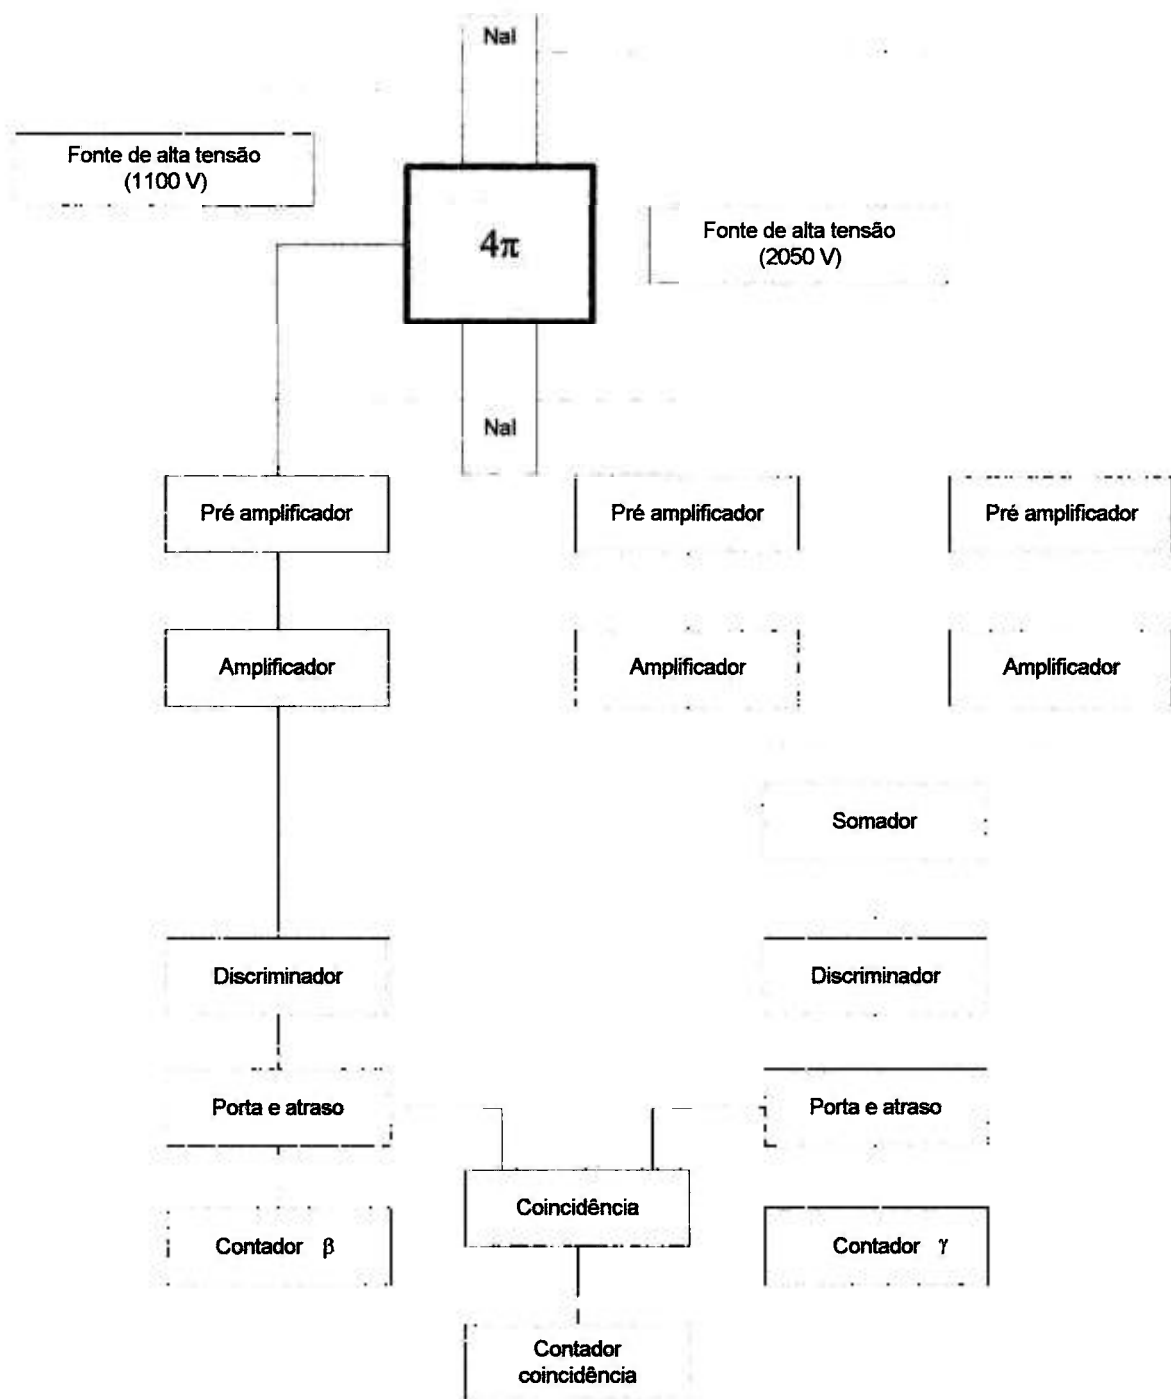 NaI
Fonte de alta tensão
(1100 V)
4π
Fonte de alta tensão
(2050 V)
NaI
Pré amplificador
Pré amplificador
Pré amplificador
Amplificador
Amplificador
Amplificador
Somador
Discriminador
Discriminador
Porta e atraso
Porta e atraso
Coincidência
Contador β
Contador γ
Contador
coincidência